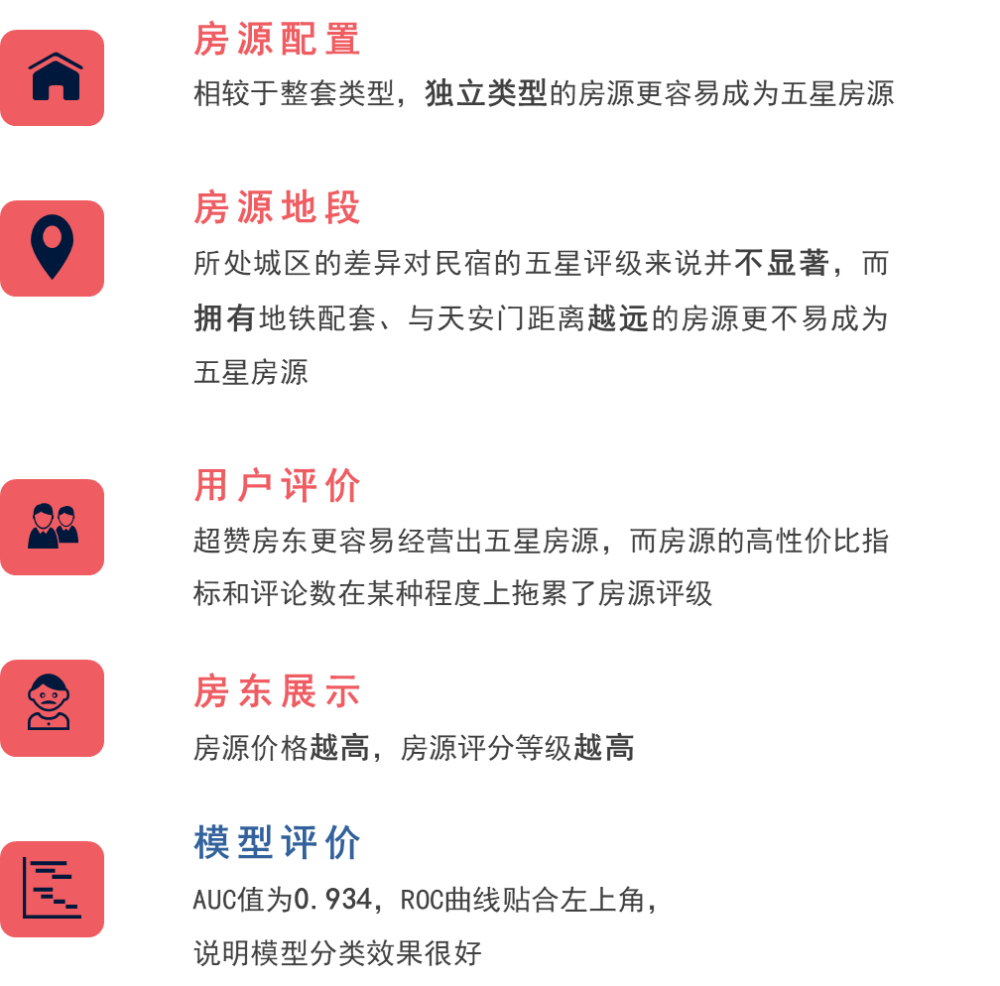 房源配置
相较于整套类型，独立类型的房源更容易成为五星房源
房源地段
所处城区的差异对民宿的五星评级来说并不显著，而
拥有地铁配套、与天安门距离越远的房源更不易成为
五星房源
用户评价
超赞房东更容易经营出五星房源，而房源的高性价比指
标和评论数在某种程度上拖累了房源评级
房东展示
房源价格越高，房源评分等级越高
模型评价
AUC值为0.934，ROC曲线贴合左上角，
说明模型分类效果很好